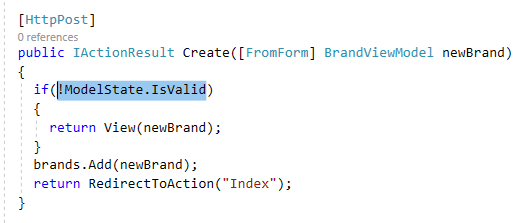 [HttpPost]
0 references
public IActionResult Create([FromForm] BrandViewModel newBrand)
{
if(!ModelState.IsValid)
{
return View(newBrand);
}
brands.Add(newBrand);
return RedirectToAction("Index");
}